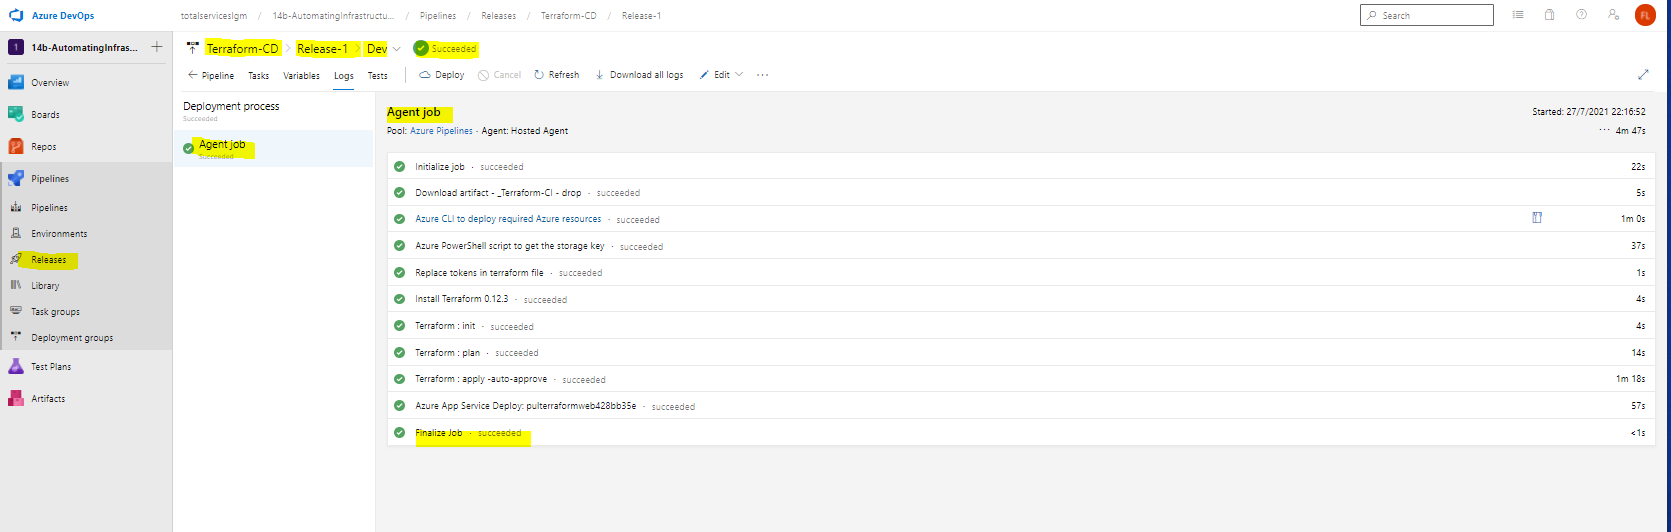 Azure DevOps
totalserviceslgm / 14b-AutomatingInfrastructu... / Pipelines / Releases / Terraform-CD / Release-1
Search
FL
1 14b-AutomatingInfras... +
Overview
Boards
Repos
Pipelines
Pipelines
Environments
Releases
Library
Task groups
Deployment groups
Test Plans
Artifacts
Terraform-CD > Release-1 > Dev Succeeded
Pipeline Tasks Variables Logs Tests Deploy Cancel Refresh Download all logs Edit ...
Deployment process
Succeeded
Agent job
Succeeded
Agent job
Started: 27/7/2021 22:16:52
Pool: Azure Pipelines · Agent: Hosted Agent
... 4m 47s
Initialize job · succeeded 22s
Download artifact - _Terraform-CI - drop · succeeded 5s
Azure CLI to deploy required Azure resources · succeeded 1m 0s
Azure PowerShell script to get the storage key · succeeded 37s
Replace tokens in terraform file · succeeded 1s
Install Terraform 0.12.3 · succeeded 4s
Terraform : init · succeeded 4s
Terraform : plan · succeeded 14s
Terraform : apply -auto-approve · succeeded 1m 18s
Azure App Service Deploy: pulterraformweb428bb35e · succeeded 57s
Finalize Job · succeeded <1s